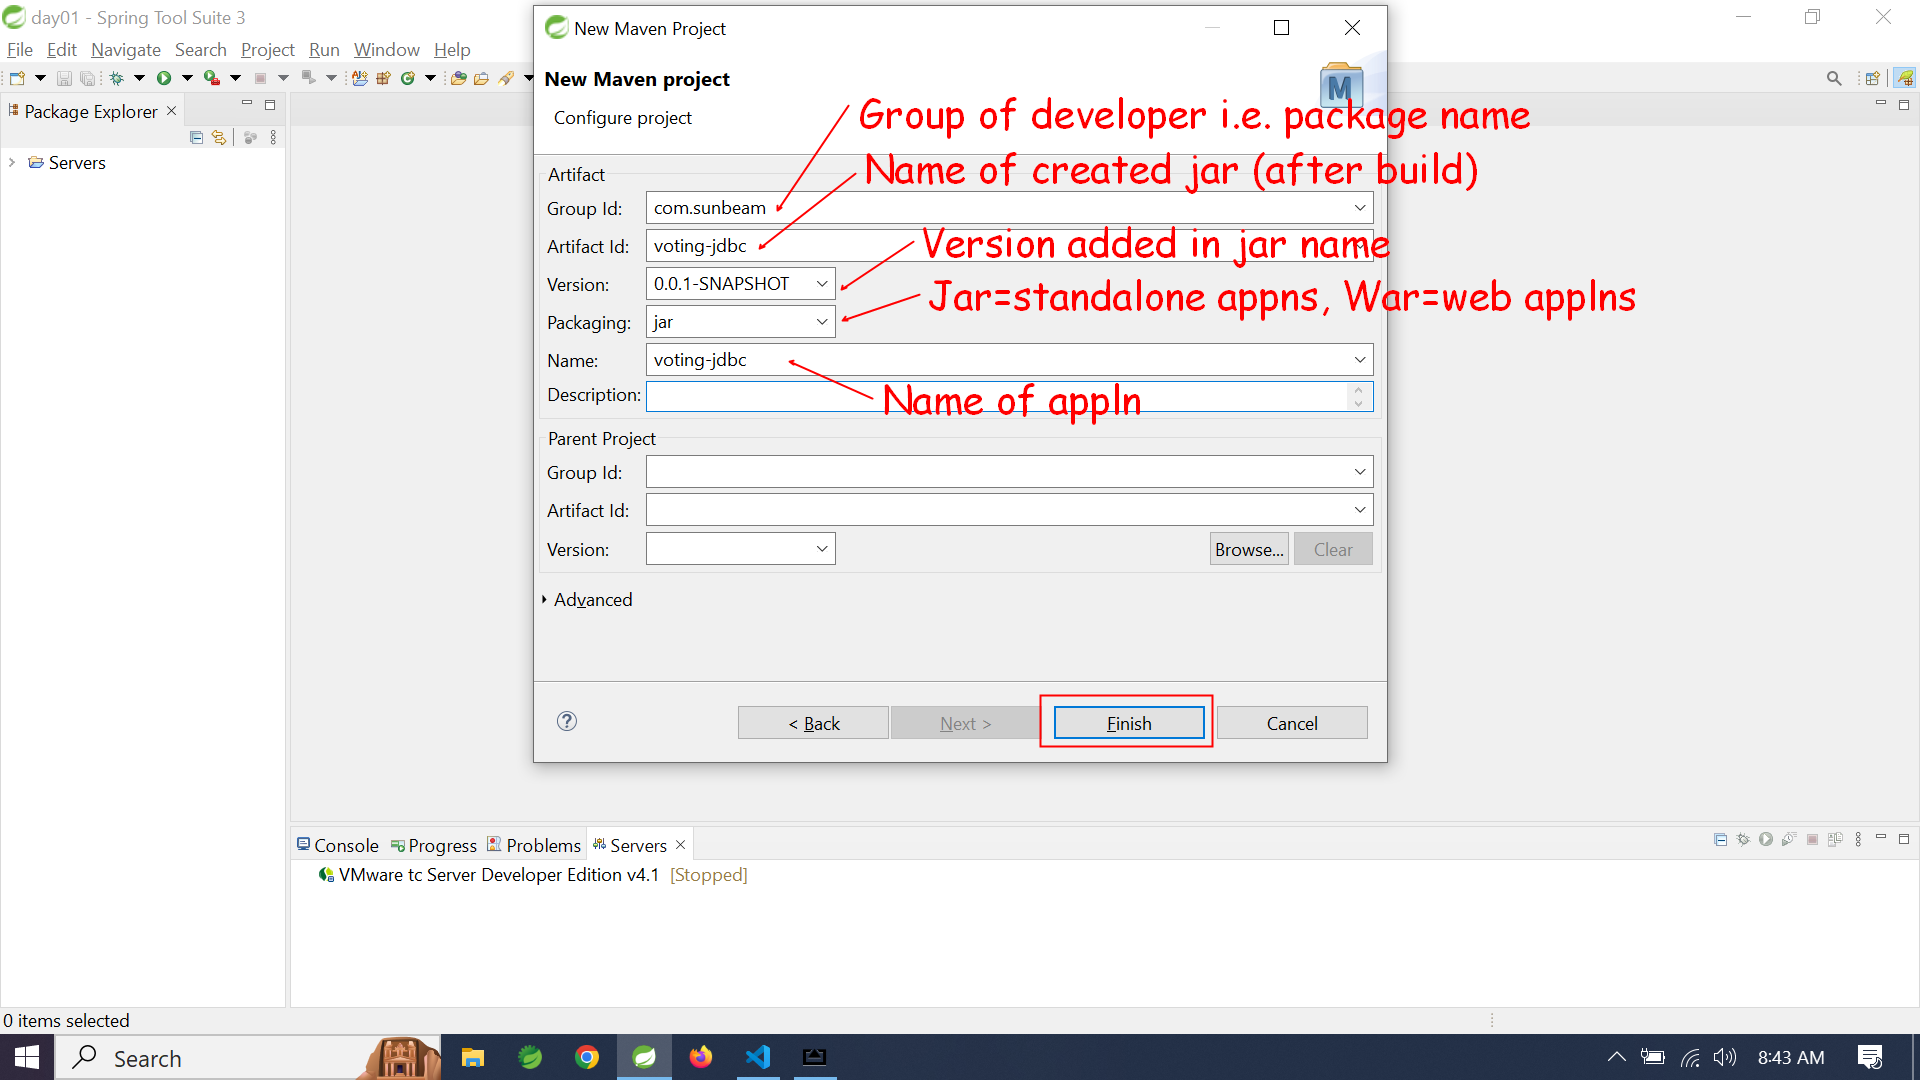 day01 - Spring Tool Suite 3
File Edit Navigate Search Project Run Window Help
Package Explorer
Servers
New Maven Project
New Maven project
Configure project
M
Group of developer i.e. package name
Name of created jar (after build)
Artifact
Group Id: com.sunbeam
Artifact Id: voting-jdbc
Version added in jar name
Version: 0.0.1-SNAPSHOT
Jar=standalone appns, War=web applns
Packaging: jar
Name: voting-jdbc
Description:
Name of appln
Parent Project
Group Id:
Artifact Id:
Version:
Browse... Clear
Advanced
? < Back Next > Finish Cancel
Console Progress Problems Servers
VMware tc Server Developer Edition v4.1 [Stopped]
0 items selected
Search
8:43 AM